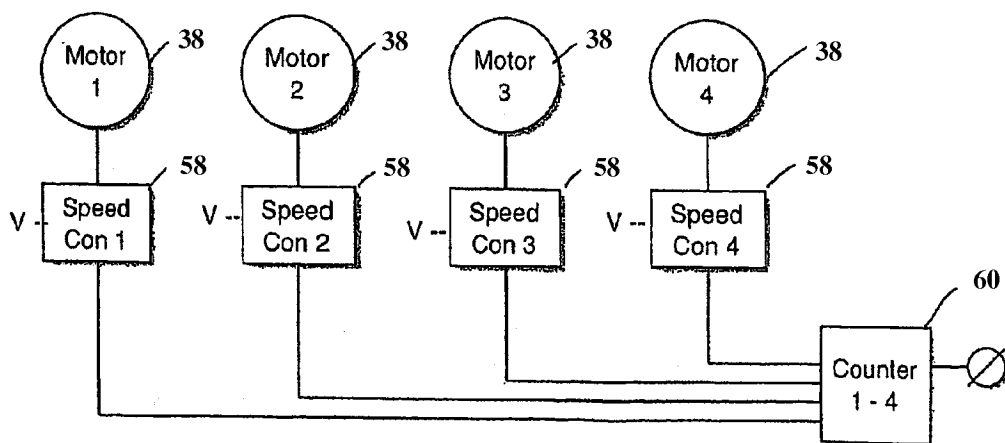 Motor
1
38
Motor
2
38
Motor
3
38
Motor
4
38
V --
Speed
Con 1
58
Speed
Con 2
58
V --
Speed
Con 3
58
V --
Speed
Con 4
58
60
Counter
1 - 4